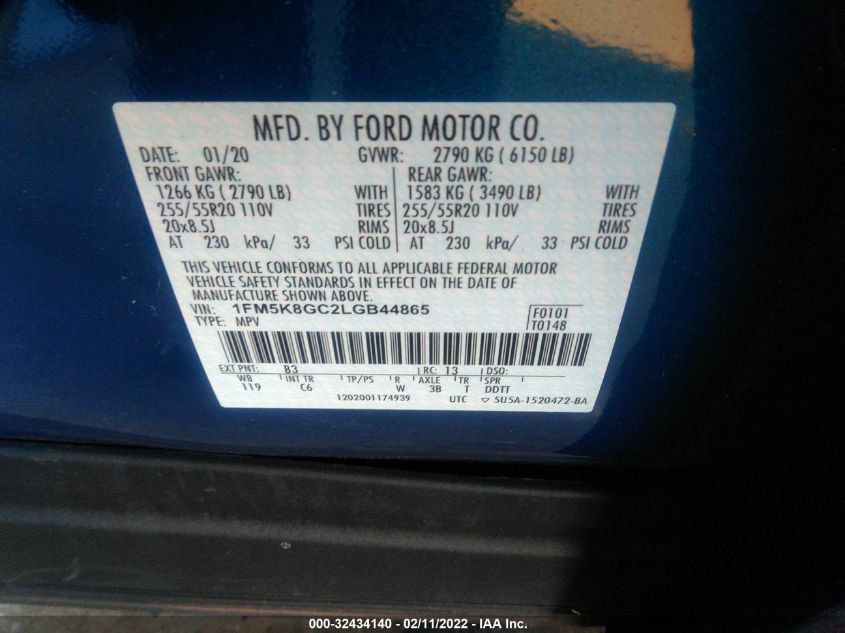 MFD. BY FORD MOTOR CO.
DATE: 01/20 GVWR: 2790 KG ( 6150 LB)
FRONT GAWR: REAR GAWR:
1266 KG ( 2790 LB) WITH 1583 KG ( 3490 LB) WITH
255/55R20 110V TIRES 255/55R20 110V TIRES
20x8.5J RIMS 20x8.5J RIMS
AT 230 kPa/ 33 PSI COLD AT 230 kPa/ 33 PSI COLD
THIS VEHICLE CONFORMS TO ALL APPLICABLE FEDERAL MOTOR
VEHICLE SAFETY STANDARDS IN EFFECT ON THE DATE OF
MANUFACTURE SHOWN ABOVE.
VIN: 1FM5K8GC2LGB44865 F0101
TYPE: MPV T0148
EXT PNT: B3 RC: 13 DSO:
WB INT TR TP/PS R AXLE TR SPR
119 C6 W 3B T DDTT
1202001174939 UTC ▽ 5U5A-1520472-BA
000-32434140 - 02/11/2022 - IAA Inc.